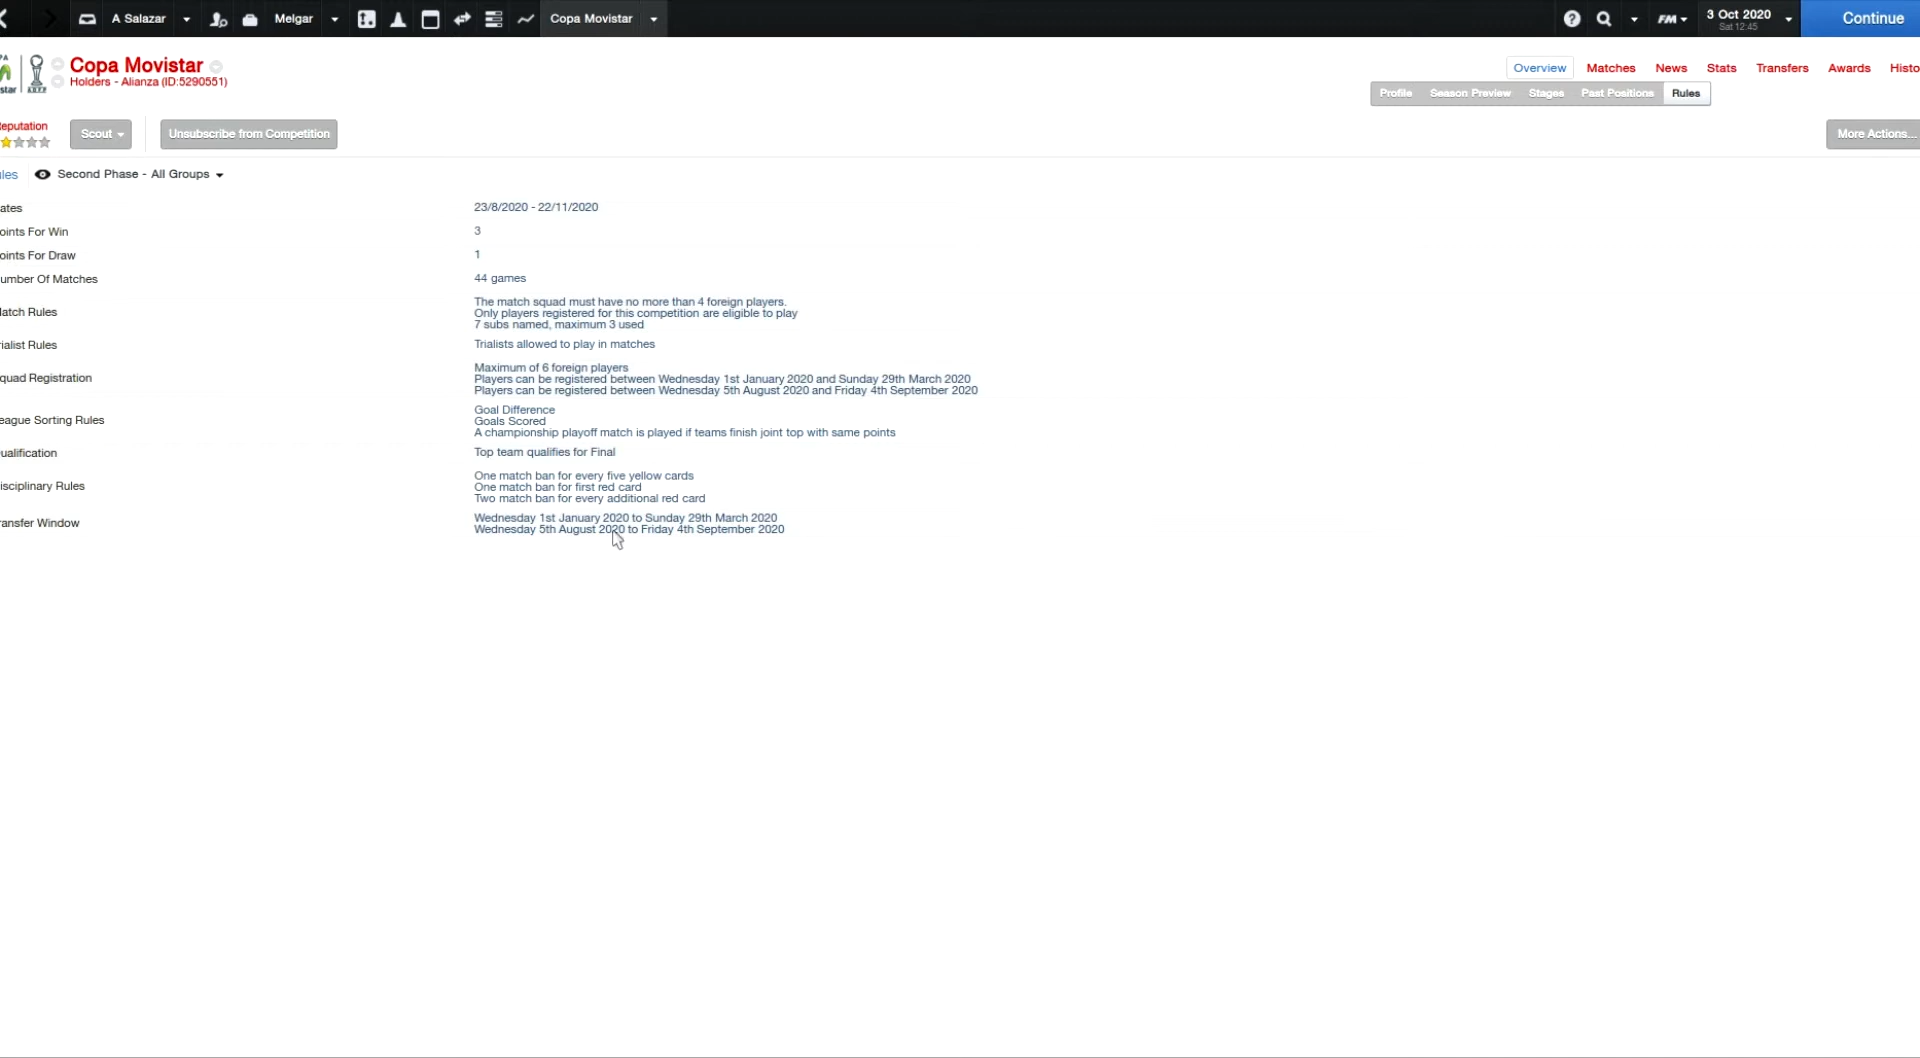 A Salazar
Melgar
Copa Movistar
FM
3 Oct 2020
Sat 12:45
Continue
Copa Movistar
Holders - Alianza (ID:5290551)
Overview
Matches
News
Stats
Transfers
Awards
Histo
Profile
Season Preview
Stages
Past Positions
Rules
eputation
Scout
Unsubscribe from Competition
More Actions...
les
Second Phase - All Groups
ates
23/8/2020 - 22/11/2020
oints For Win
3
oints For Draw
1
umber Of Matches
44 games
latch Rules
The match squad must have no more than 4 foreign players.
Only players registered for this competition are eligible to play
7 subs named, maximum 3 used
ialist Rules
Trialists allowed to play in matches
quad Registration
Maximum of 6 foreign players
Players can be registered between Wednesday 1st January 2020 and Sunday 29th March 2020
Players can be registered between Wednesday 5th August 2020 and Friday 4th September 2020
eague Sorting Rules
Goal Difference
Goals Scored
A championship playoff match is played if teams finish joint top with same points
ualification
Top team qualifies for Final
isciplinary Rules
One match ban for every five yellow cards
One match ban for first red card
Two match ban for every additional red card
ansfer Window
Wednesday 1st January 2020 to Sunday 29th March 2020
Wednesday 5th August 2020 to Friday 4th September 2020